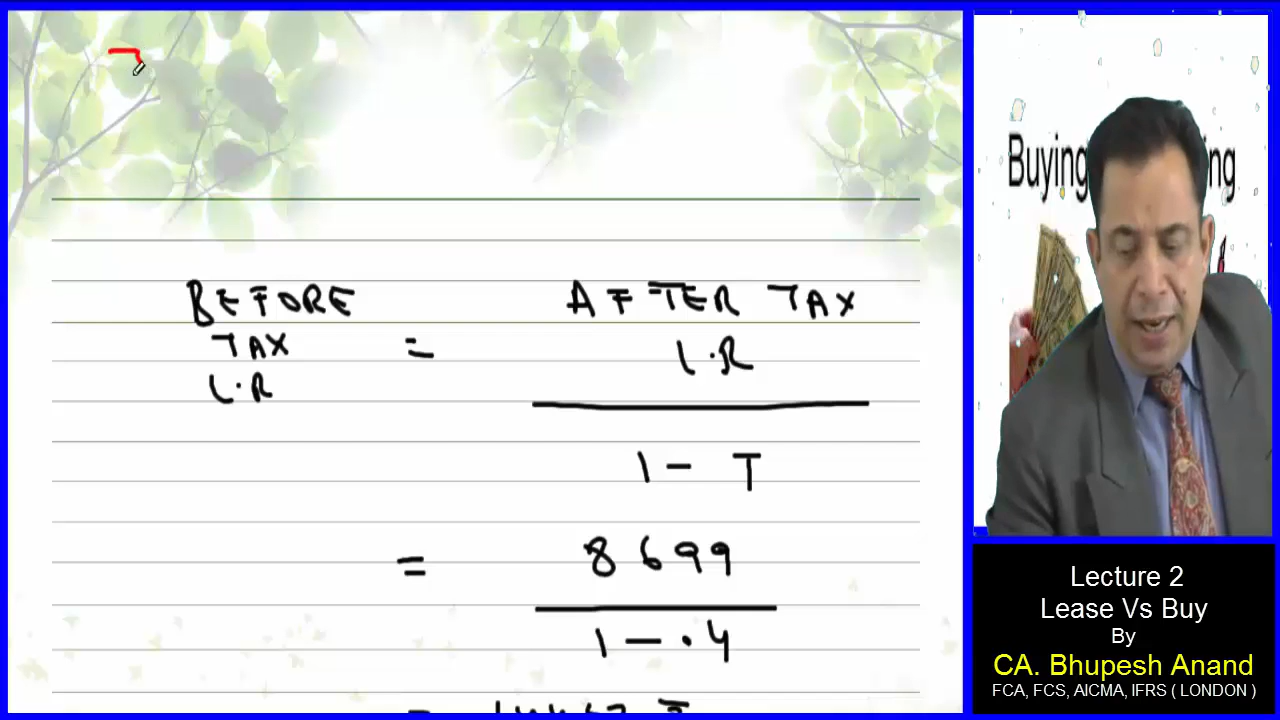 BEFORE
TAX
L.R
=
AFTER TAX
L.R
1 - T
=
8699
1 - .4
=
Buying
Lecture 2
Lease Vs Buy
By
CA. Bhupesh Anand
FCA, FCS, AICMA, IFRS ( LONDON )